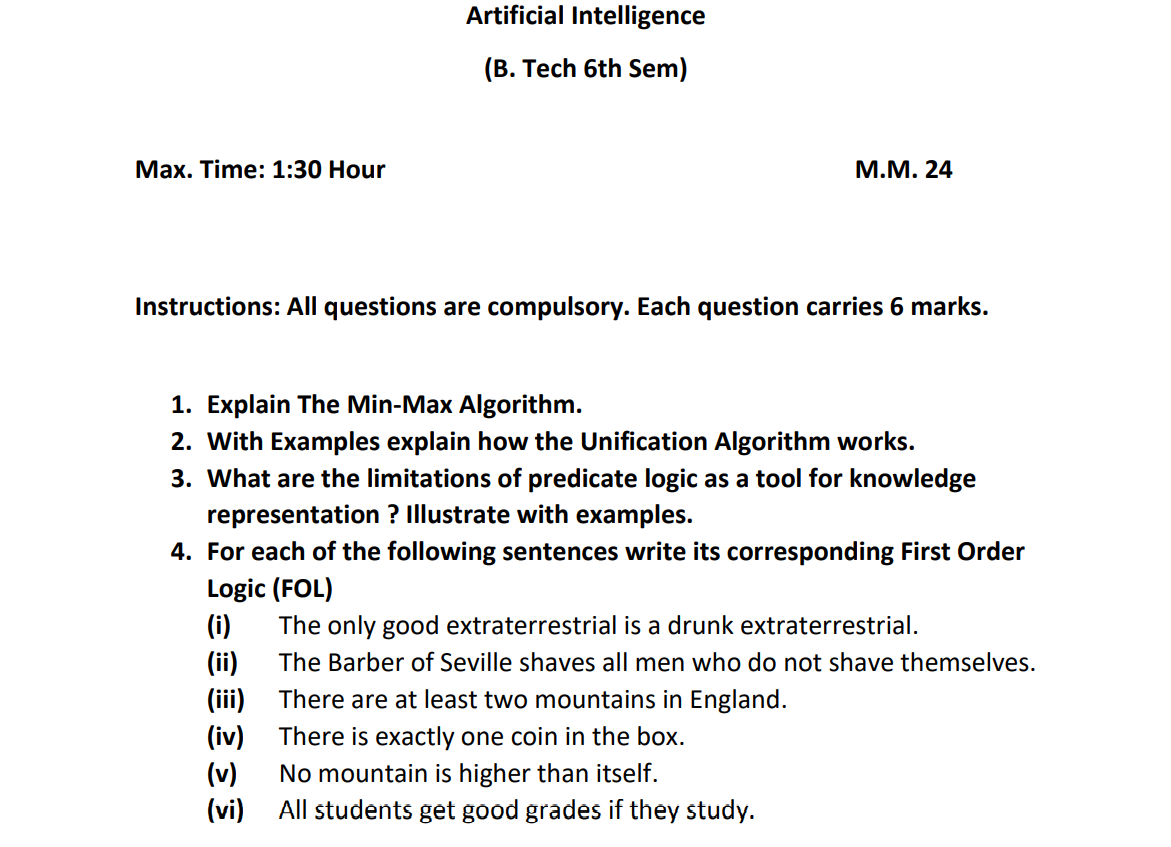 Artificial Intelligence
(B. Tech 6th Sem)
Max. Time: 1:30 Hour M.M. 24
Instructions: All questions are compulsory. Each question carries 6 marks.
1. Explain The Min-Max Algorithm.
2. With Examples explain how the Unification Algorithm works.
3. What are the limitations of predicate logic as a tool for knowledge
representation ? Illustrate with examples.
4. For each of the following sentences write its corresponding First Order
Logic (FOL)
(i) The only good extraterrestrial is a drunk extraterrestrial.
(ii) The Barber of Seville shaves all men who do not shave themselves.
(iii) There are at least two mountains in England.
(iv) There is exactly one coin in the box.
(v) No mountain is higher than itself.
(vi) All students get good grades if they study.